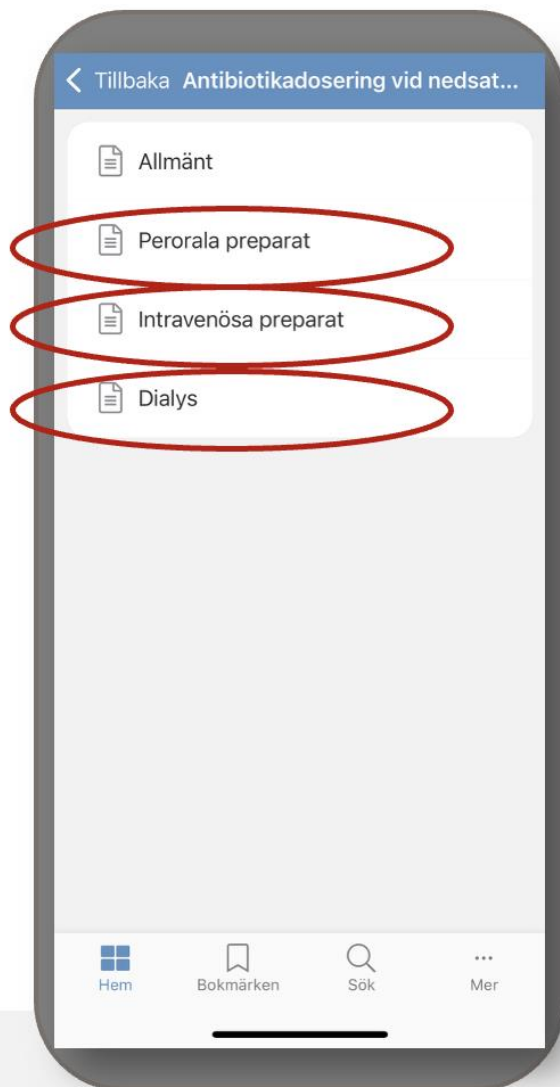 Tillbaka Antibiotikadosering vid nedsat...
Allmänt
Perorala preparat
Intravenösa preparat
Dialys
Hem Bokmärken Sök Mer